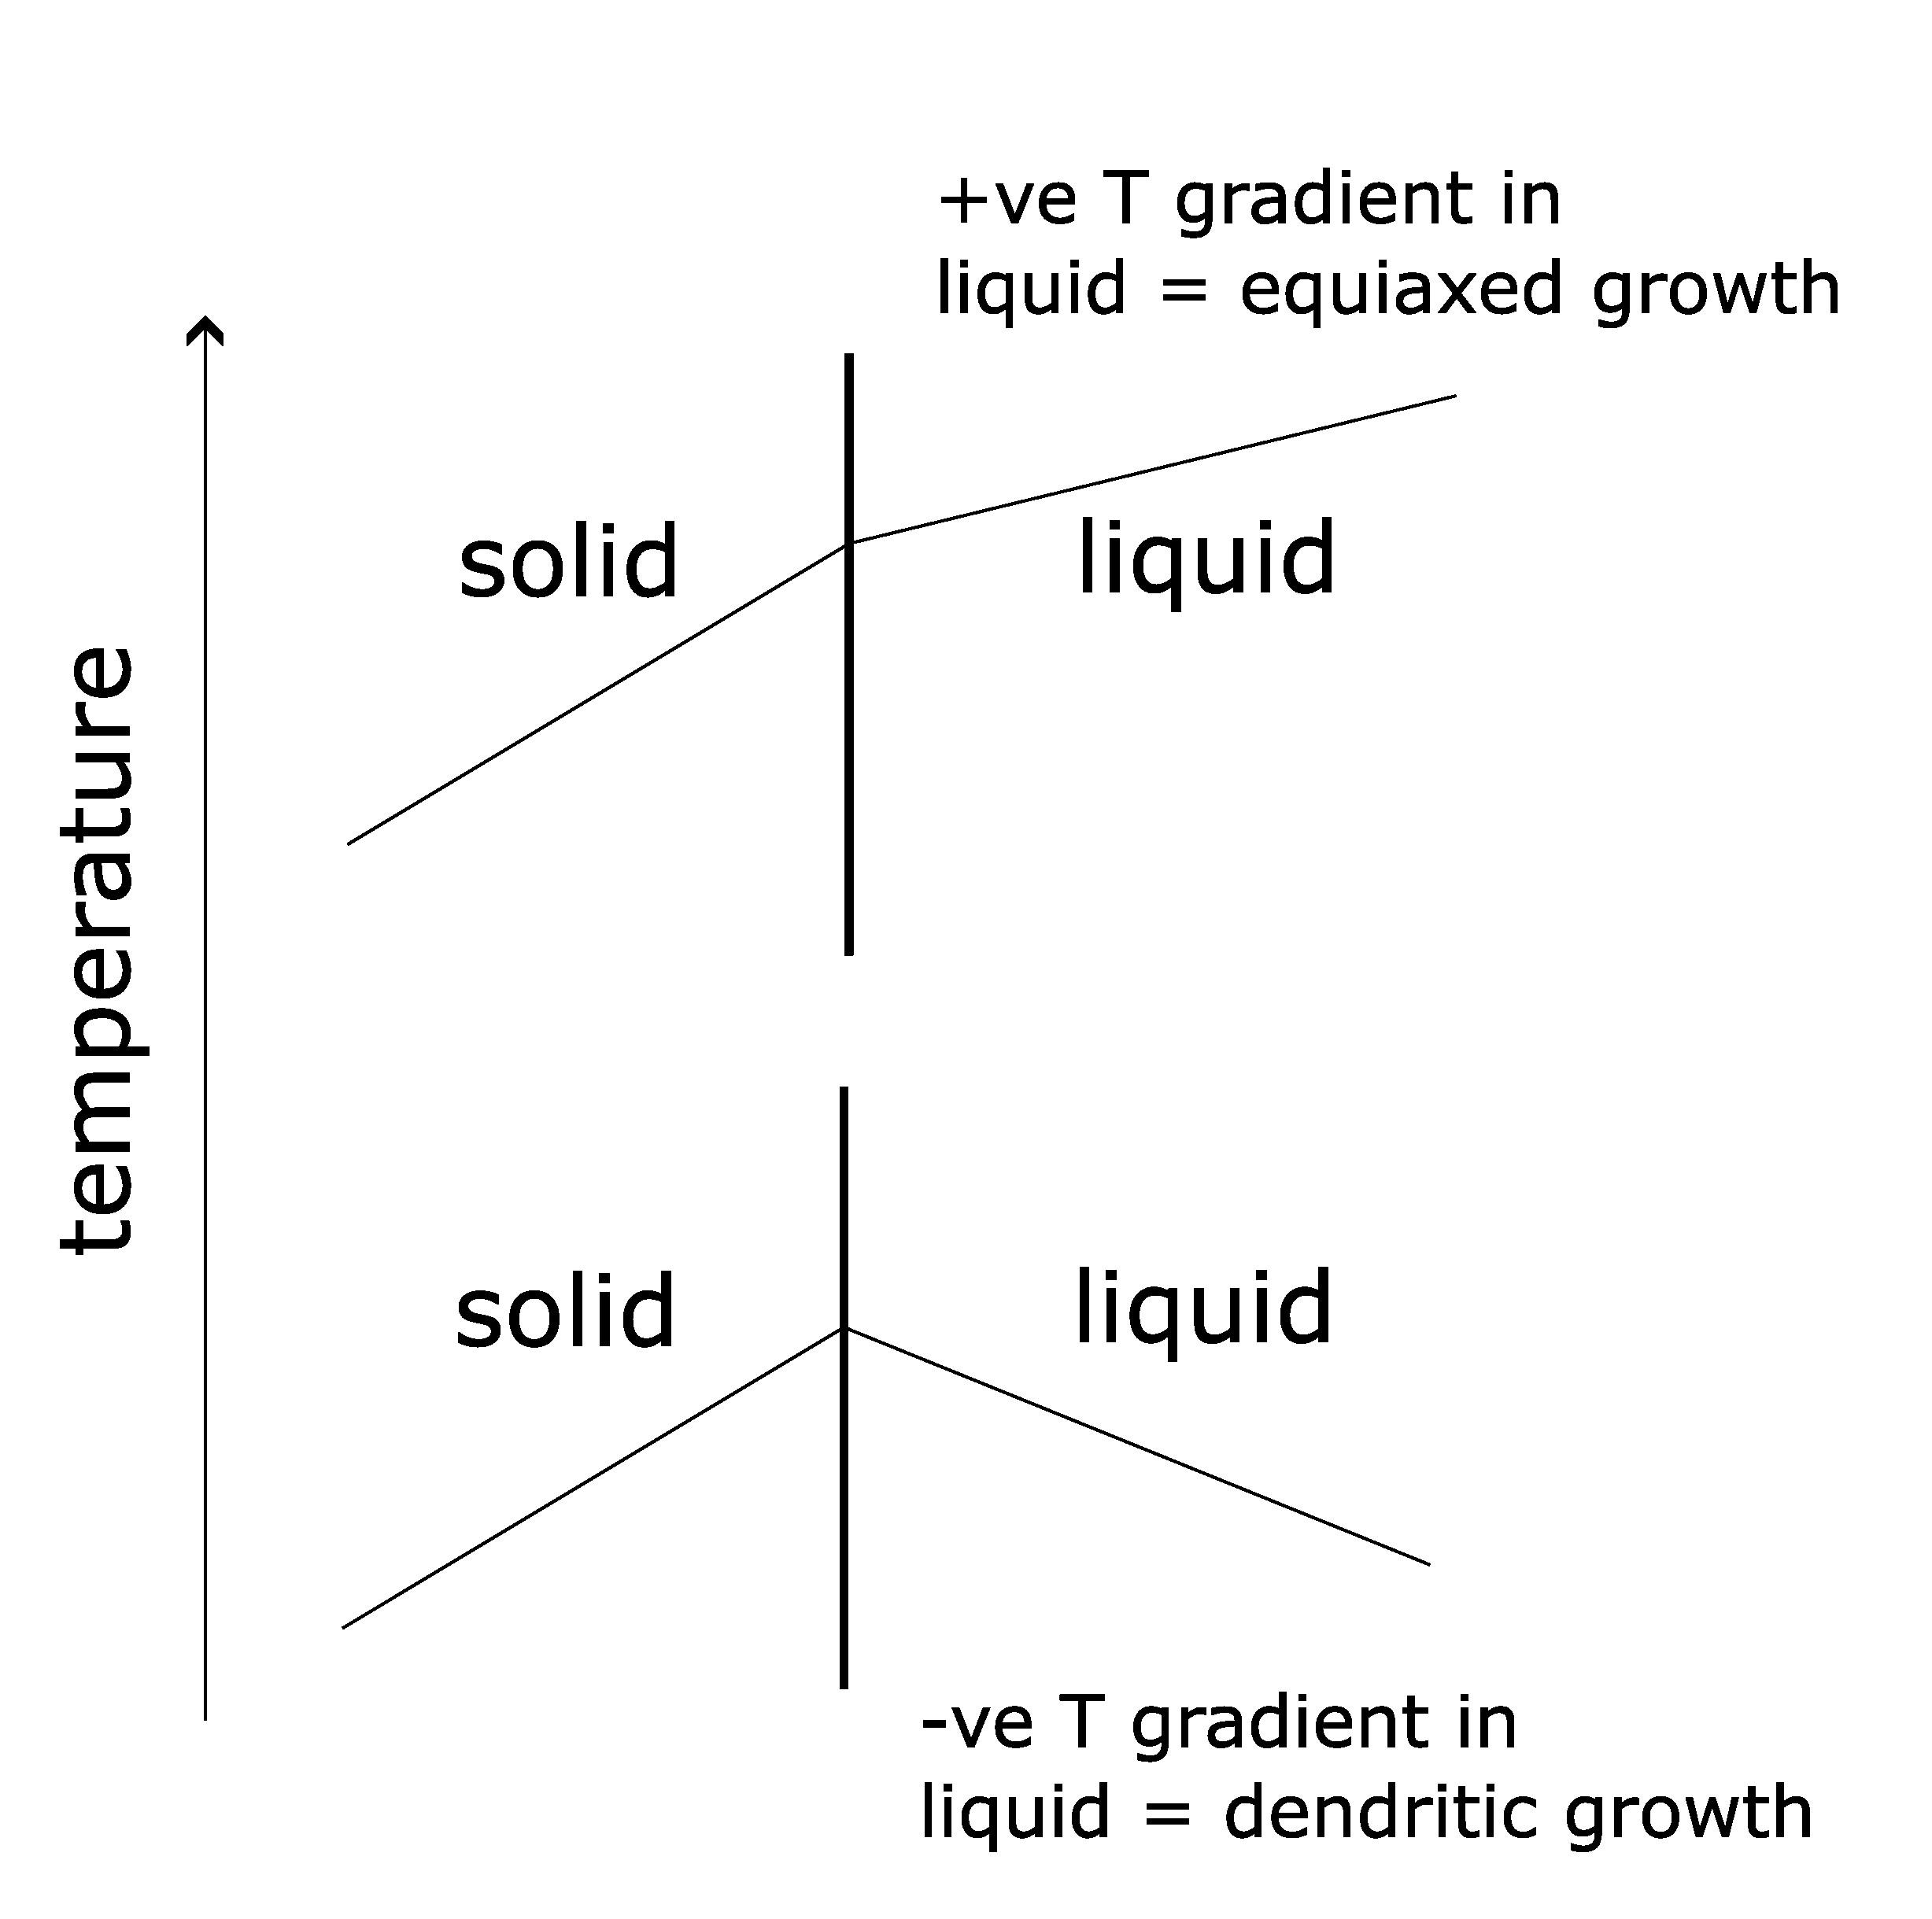 +ve T gradient in
liquid = equiaxed growth
solid
liquid
temperature
solid
liquid
-ve T gradient in
liquid = dendritic growth